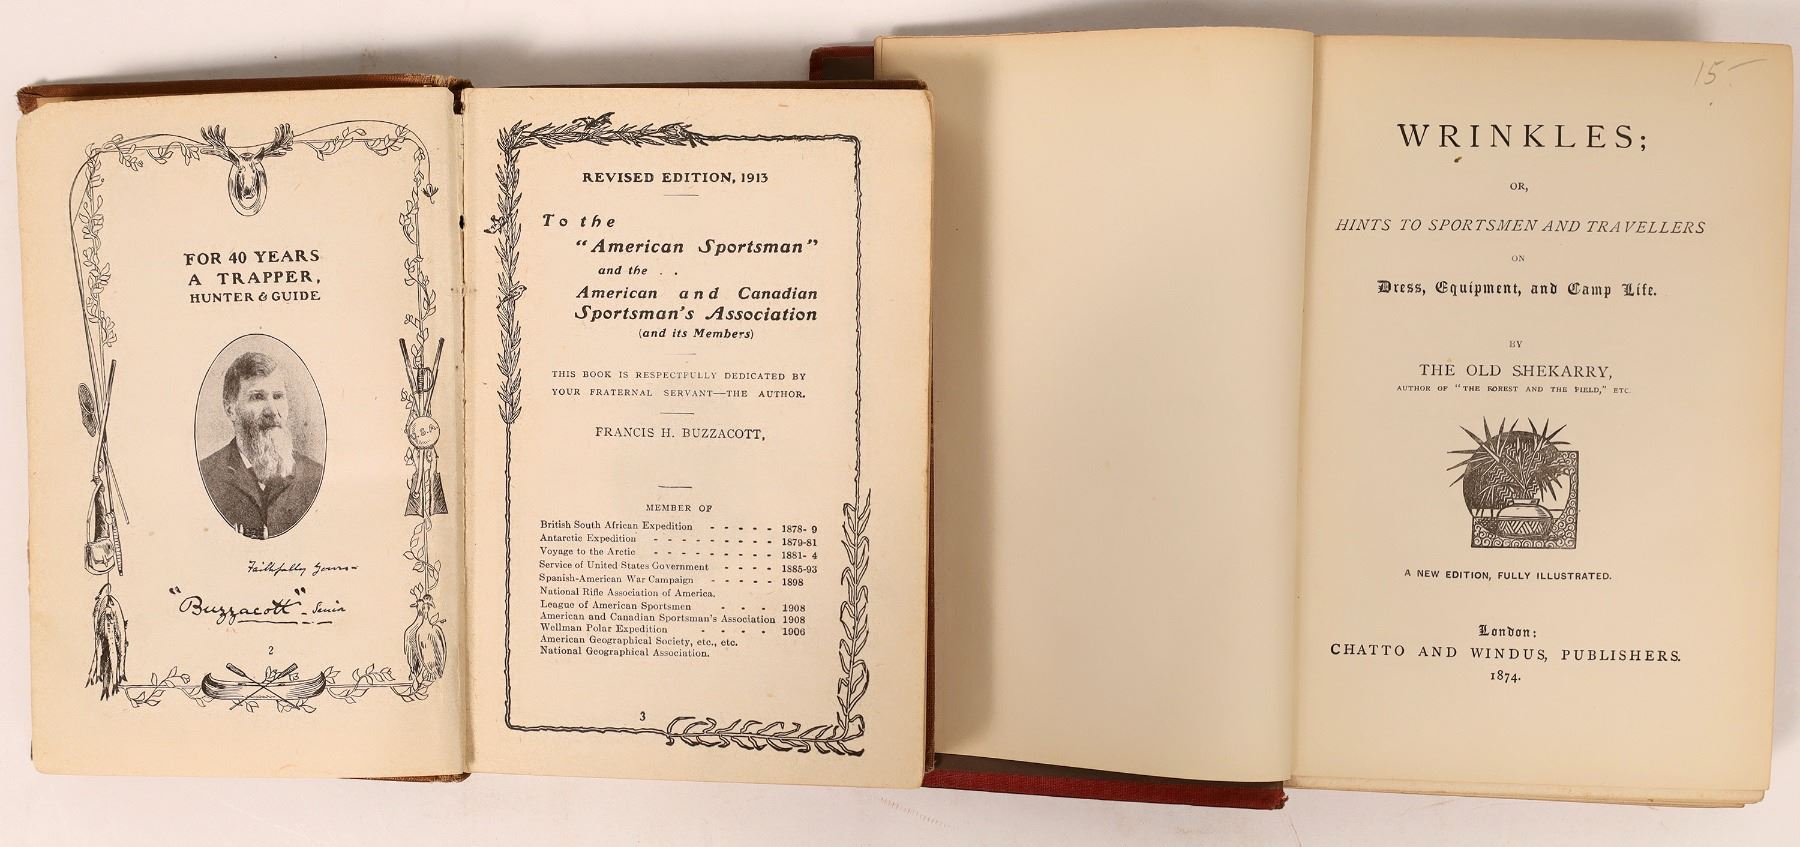 FOR 40 YEARS
A TRAPPER,
HUNTER & GUIDE
Faithfully Yours
"Buzzacott" - Senior
2
REVISED EDITION, 1913
To the
"American Sportsman"
and the . .
American and Canadian
Sportsman's Association
(and its Members)
THIS BOOK IS RESPECTFULLY DEDICATED BY
YOUR FRATERNAL SERVANT—THE AUTHOR.
FRANCIS H. BUZZACOTT,
MEMBER OF
British South African Expedition - - - - - 1878- 9
Antarctic Expedition - - - - - - - - - 1879-81
Voyage to the Arctic - - - - - - - - - 1881- 4
Service of United States Government - - - - 1885-93
Spanish-American War Campaign - - - - - 1898
National Rifle Association of America,
League of American Sportsmen - - - 1908
American and Canadian Sportsman's Association 1908
Wellman Polar Expedition - - - - 1906
American Geographical Society, etc., etc.
National Geographical Association.
3
15-
WRINKLES;
OR,
HINTS TO SPORTSMEN AND TRAVELLERS
ON
Dress, Equipment, and Camp Life.
BY
THE OLD SHEKARRY,
AUTHOR OF "THE FOREST AND THE FIELD," ETC.
A NEW EDITION, FULLY ILLUSTRATED.
London:
CHATTO AND WINDUS, PUBLISHERS.
1874.